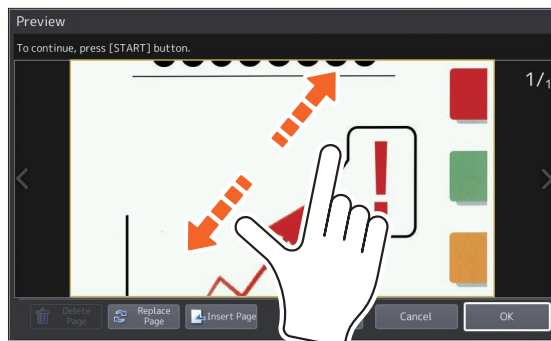 Preview
To continue, press [START] button.
1/1
!
Delete
Page
Replace
Page
Insert Page
Cancel
OK